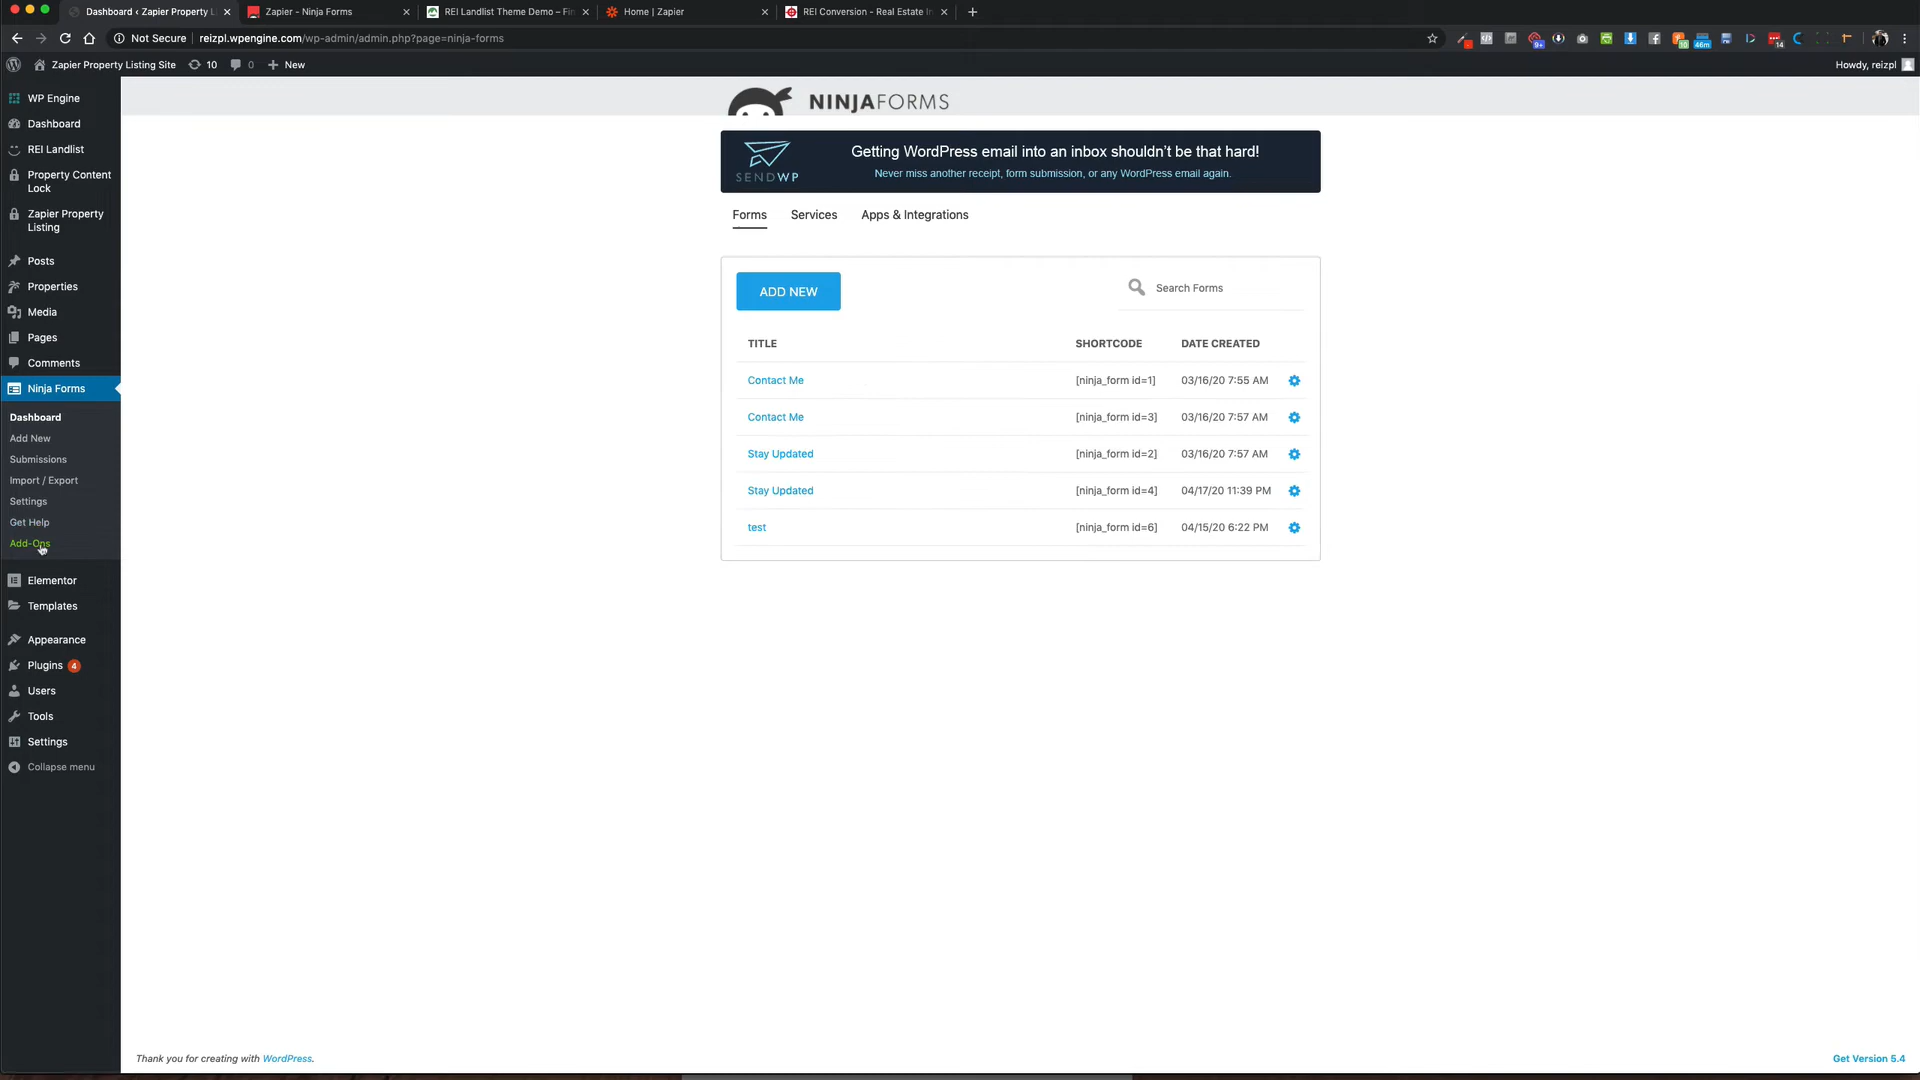 Dashboard ‹ Zapier Property L
Zapier - Ninja Forms
REI Landlist Theme Demo – Fin
Home | Zapier
REI Conversion - Real Estate In
Not Secure
reizpl.wpengine.com/wp-admin/admin.php?page=ninja-forms
Zapier Property Listing Site
10
0
New
Howdy, reizpl
WP Engine
Dashboard
REI Landlist
Property Content
Lock
Zapier Property
Listing
Posts
Properties
Media
Pages
Comments
Ninja Forms
Dashboard
Add New
Submissions
Import / Export
Settings
Get Help
Add-Ons
Elementor
Templates
Appearance
Plugins 4
Users
Tools
Settings
Collapse menu
NINJAFORMS
SENDWP
Getting WordPress email into an inbox shouldn't be that hard!
Never miss another receipt, form submission, or any WordPress email again.
Forms
Services
Apps & Integrations
ADD NEW
Search Forms
TITLE
SHORTCODE
DATE CREATED
Contact Me
[ninja_form id=1]
03/16/20 7:55 AM
Contact Me
[ninja_form id=3]
03/16/20 7:57 AM
Stay Updated
[ninja_form id=2]
03/16/20 7:57 AM
Stay Updated
[ninja_form id=4]
04/17/20 11:39 PM
test
[ninja_form id=6]
04/15/20 6:22 PM
Thank you for creating with WordPress.
Get Version 5.4